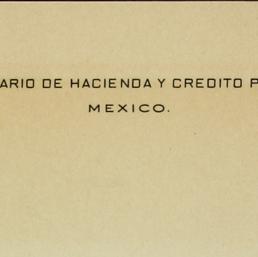 ARIO DE HACIENDA Y CREDITO P
MEXICO.